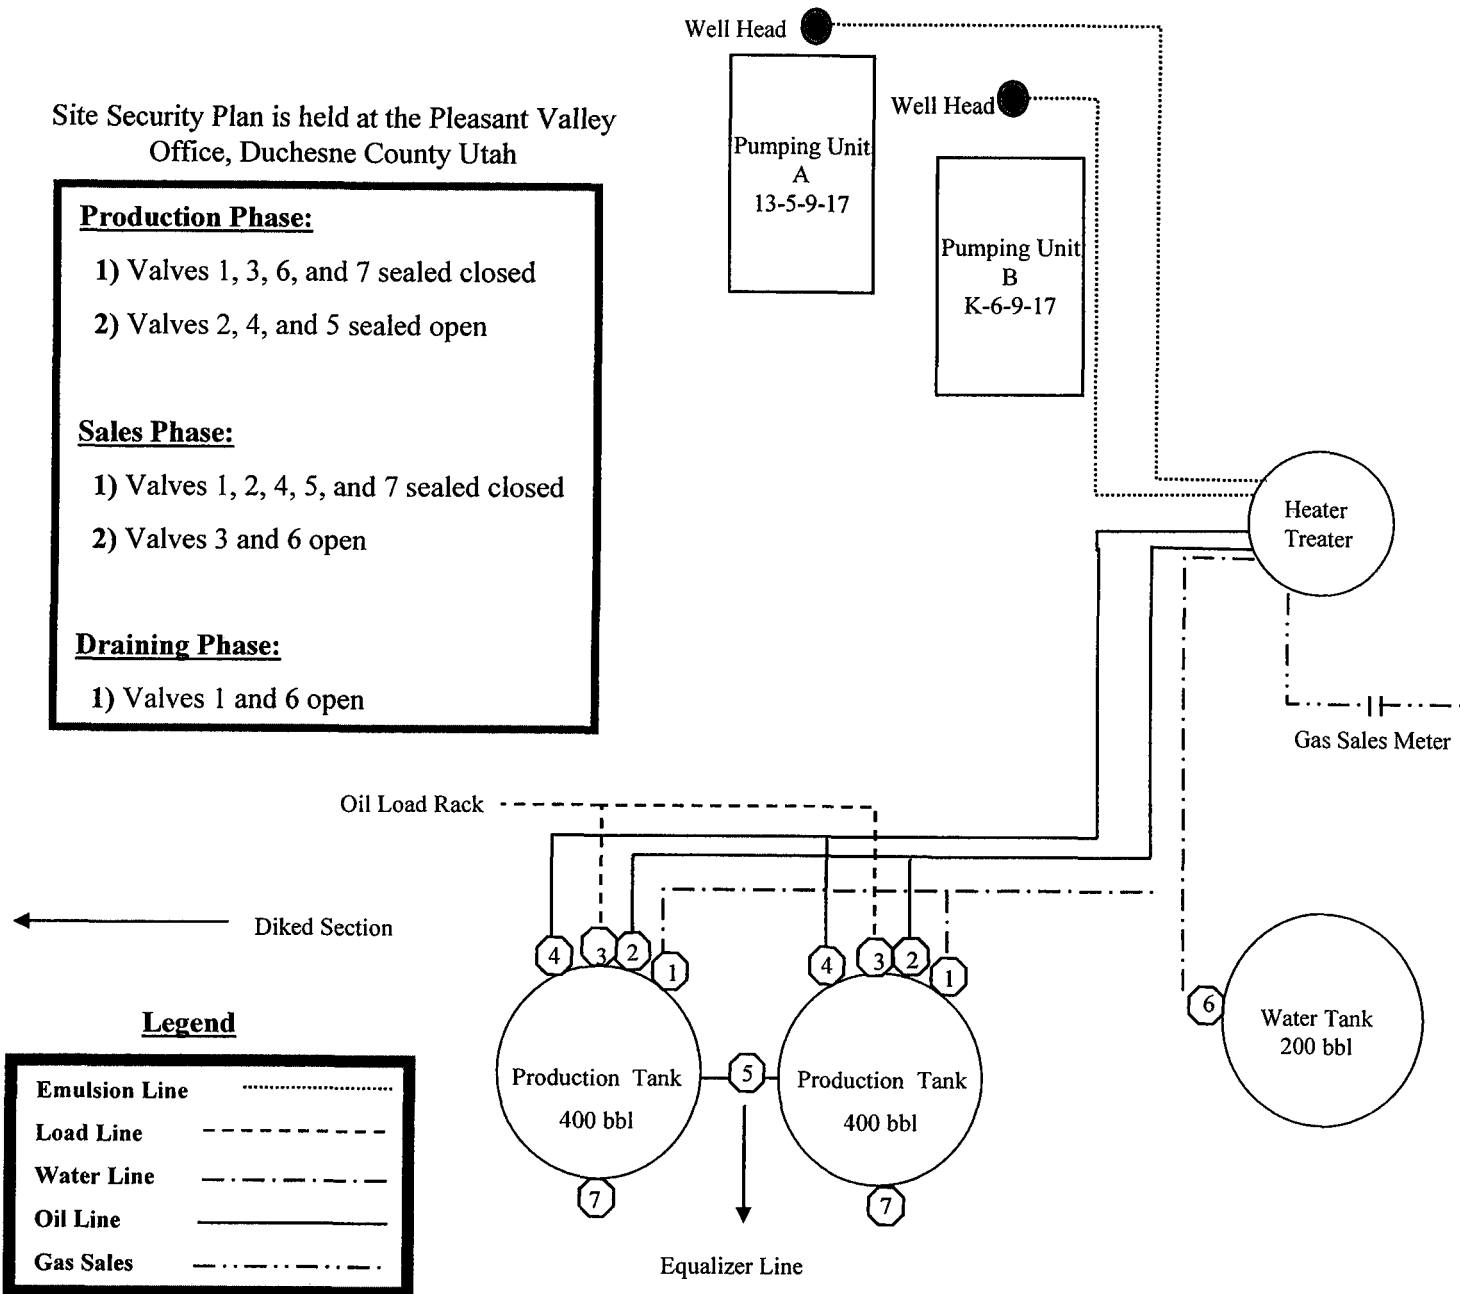 Well Head
Well Head
Site Security Plan is held at the Pleasant Valley
Office, Duchesne County Utah
Pumping Unit
A
13-5-9-17
Pumping Unit
B
K-6-9-17
Production Phase:
1) Valves 1, 3, 6, and 7 sealed closed
2) Valves 2, 4, and 5 sealed open
Sales Phase:
1) Valves 1, 2, 4, 5, and 7 sealed closed
2) Valves 3 and 6 open
Draining Phase:
1) Valves 1 and 6 open
Heater
Treater
Gas Sales Meter
Oil Load Rack
Diked Section
4
3
2
1
4
3
2
1
6
Water Tank
200 bbl
Production Tank
400 bbl
5
Production Tank
400 bbl
7
7
Equalizer Line
Legend
Emulsion Line
Load Line
Water Line
Oil Line
Gas Sales